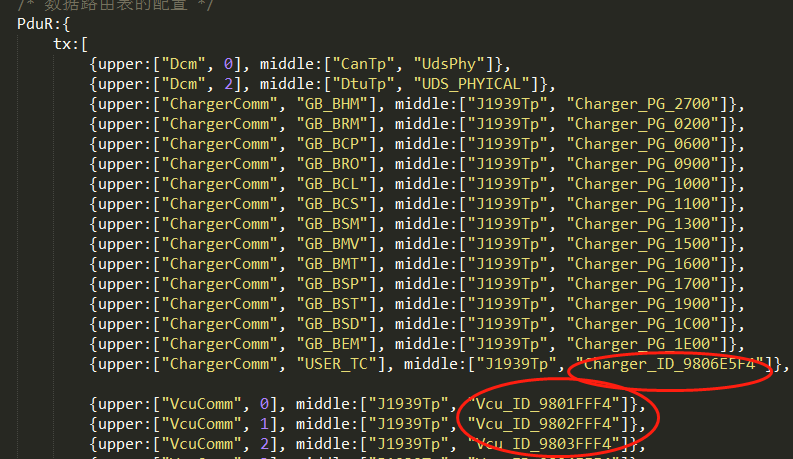 /* 数据路由表的配置 */
PduR:{
tx:[
{upper:["Dcm", 0], middle:["CanTp", "UdsPhy"]},
{upper:["Dcm", 2], middle:["DtuTp", "UDS_PHYICAL"]},
{upper:["ChargerComm", "GB_BHM"], middle:["J1939Tp", "Charger_PG_2700"]},
{upper:["ChargerComm", "GB_BRM"], middle:["J1939Tp", "Charger_PG_0200"]},
{upper:["ChargerComm", "GB_BCP"], middle:["J1939Tp", "Charger_PG_0600"]},
{upper:["ChargerComm", "GB_BRO"], middle:["J1939Tp", "Charger_PG_0900"]},
{upper:["ChargerComm", "GB_BCL"], middle:["J1939Tp", "Charger_PG_1000"]},
{upper:["ChargerComm", "GB_BCS"], middle:["J1939Tp", "Charger_PG_1100"]},
{upper:["ChargerComm", "GB_BSM"], middle:["J1939Tp", "Charger_PG_1300"]},
{upper:["ChargerComm", "GB_BMV"], middle:["J1939Tp", "Charger_PG_1500"]},
{upper:["ChargerComm", "GB_BMT"], middle:["J1939Tp", "Charger_PG_1600"]},
{upper:["ChargerComm", "GB_BSP"], middle:["J1939Tp", "Charger_PG_1700"]},
{upper:["ChargerComm", "GB_BST"], middle:["J1939Tp", "Charger_PG_1900"]},
{upper:["ChargerComm", "GB_BSD"], middle:["J1939Tp", "Charger_PG_1C00"]},
{upper:["ChargerComm", "GB_BEM"], middle:["J1939Tp", "Charger_PG_1E00"]},
{upper:["ChargerComm", "USER_TC"], middle:["J1939Tp", "Charger_ID_9806E5F4"]},
{upper:["VcuComm", 0], middle:["J1939Tp", "Vcu_ID_9801FFF4"]},
{upper:["VcuComm", 1], middle:["J1939Tp", "Vcu_ID_9802FFF4"]},
{upper:["VcuComm", 2], middle:["J1939Tp", "Vcu_ID_9803FFF4"]},